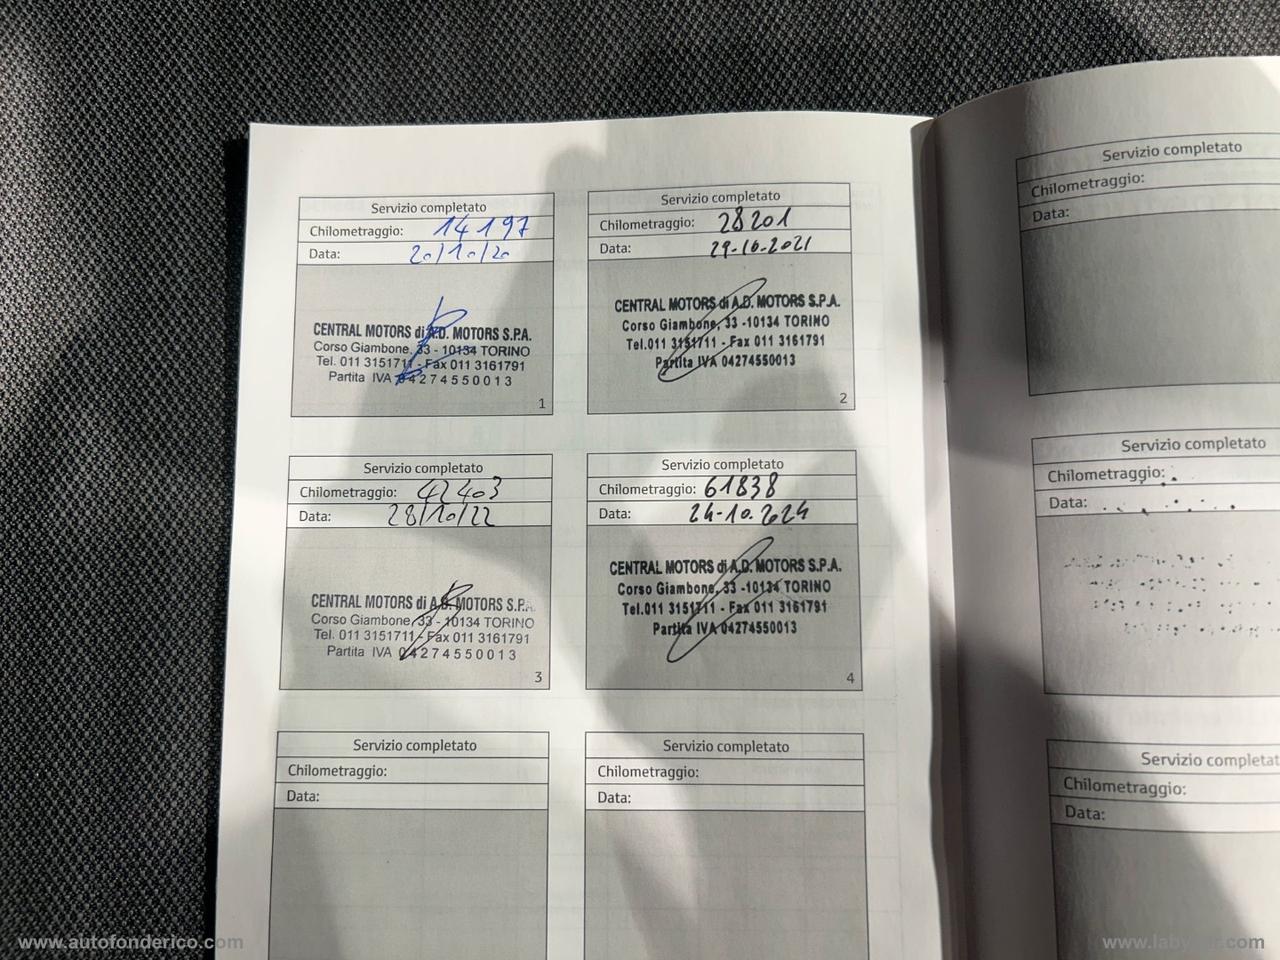 Servizio completato
Chilometraggio: 14197
Data: 20/10/20
CENTRAL MOTORS di A.D. MOTORS S.P.A.
Corso Giambone, 33 - 10134 TORINO
Tel. 011 3151711 - Fax 011 3161791
Partita IVA 04274550013
1
Servizio completato
Chilometraggio: 28201
Data: 29-10-2021
CENTRAL MOTORS di A.D. MOTORS S.P.A.
Corso Giambone, 33 -10134 TORINO
Tel.011 3151711 - Fax 011 3161791
Partita IVA 04274550013
2
Servizio completato
Chilometraggio: 42403
Data: 28/10/22
CENTRAL MOTORS di A.D. MOTORS S.P.A.
Corso Giambone, 33 - 10134 TORINO
Tel. 011 3151711 - Fax 011 3161791
Partita IVA 04274550013
3
Servizio completato
Chilometraggio: 61838
Data: 24-10.2024
CENTRAL MOTORS di A.D. MOTORS S.P.A.
Corso Giambone, 33 -10134 TORINO
Tel.011 3151711 - Fax 011 3161791
Partita IVA 04274550013
4
Servizio completato
Chilometraggio:
Data:
Servizio completato
Chilometraggio:
Data:
Servizio completato
Chilometraggio:
Data:
Servizio completato
Chilometraggio:
Data:
Servizio completat
Chilometraggio:
Data:
www.autofonderico.com